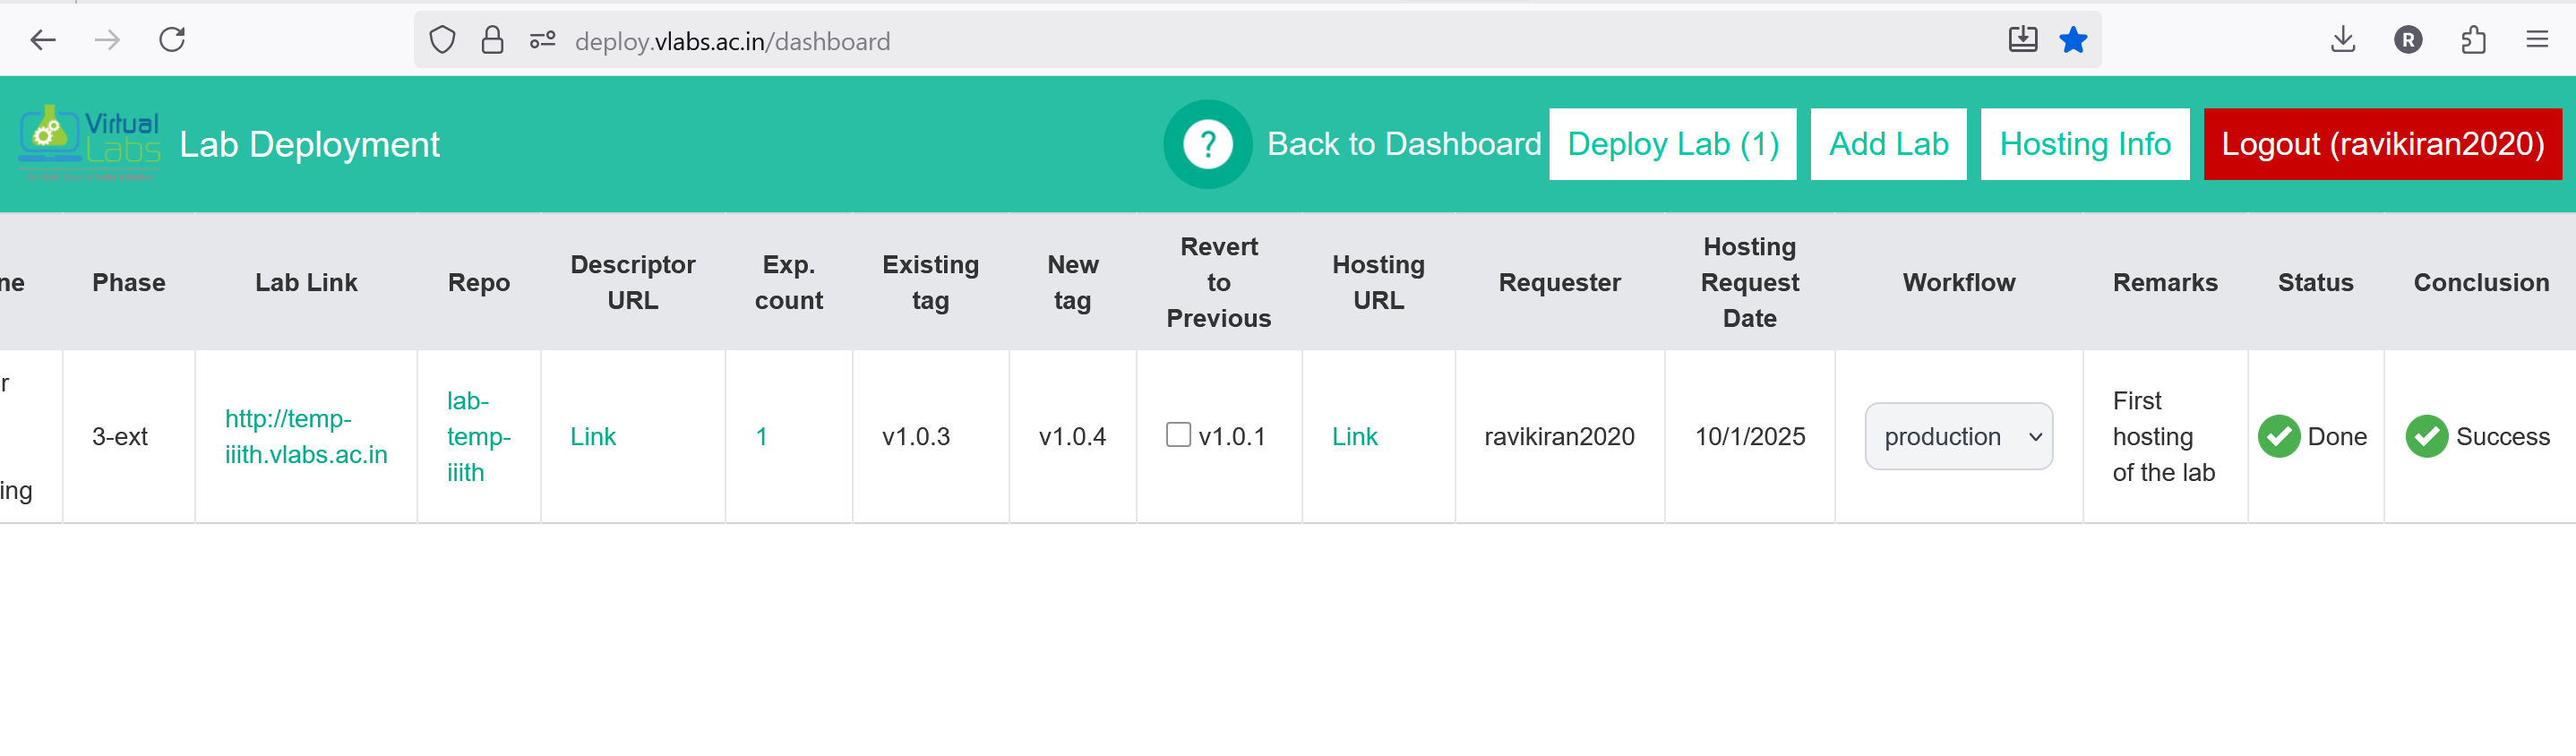 deploy.vlabs.ac.in/dashboard
R
Virtual
Labs
Lab Deployment
?
Back to Dashboard
Deploy Lab (1)
Add Lab
Hosting Info
Logout (ravikiran2020)
ne
Phase
Lab Link
Repo
Descriptor
URL
Exp.
count
Existing
tag
New
tag
Revert
to
Previous
Hosting
URL
Requester
Hosting
Request
Date
Workflow
Remarks
Status
Conclusion
r
ing
3-ext
http://temp-
iiith.vlabs.ac.in
lab-
temp-
iiith
Link
1
v1.0.3
v1.0.4
v1.0.1
Link
ravikiran2020
10/1/2025
production
First
hosting
of the lab
Done
Success